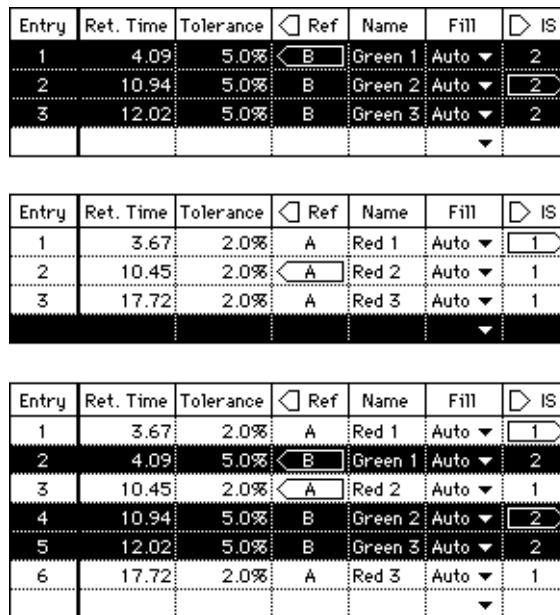 Entry Ret. Time Tolerance Ref Name Fill IS
1 4.09 5.0% B Green 1 Auto 2
2 10.94 5.0% B Green 2 Auto 2
3 12.02 5.0% B Green 3 Auto 2
Entry Ret. Time Tolerance Ref Name Fill IS
1 3.67 2.0% A Red 1 Auto 1
2 10.45 2.0% A Red 2 Auto 1
3 17.72 2.0% A Red 3 Auto 1
Entry Ret. Time Tolerance Ref Name Fill IS
1 3.67 2.0% A Red 1 Auto 1
2 4.09 5.0% B Green 1 Auto 2
3 10.45 2.0% A Red 2 Auto 1
4 10.94 5.0% B Green 2 Auto 2
5 12.02 5.0% B Green 3 Auto 2
6 17.72 2.0% A Red 3 Auto 1